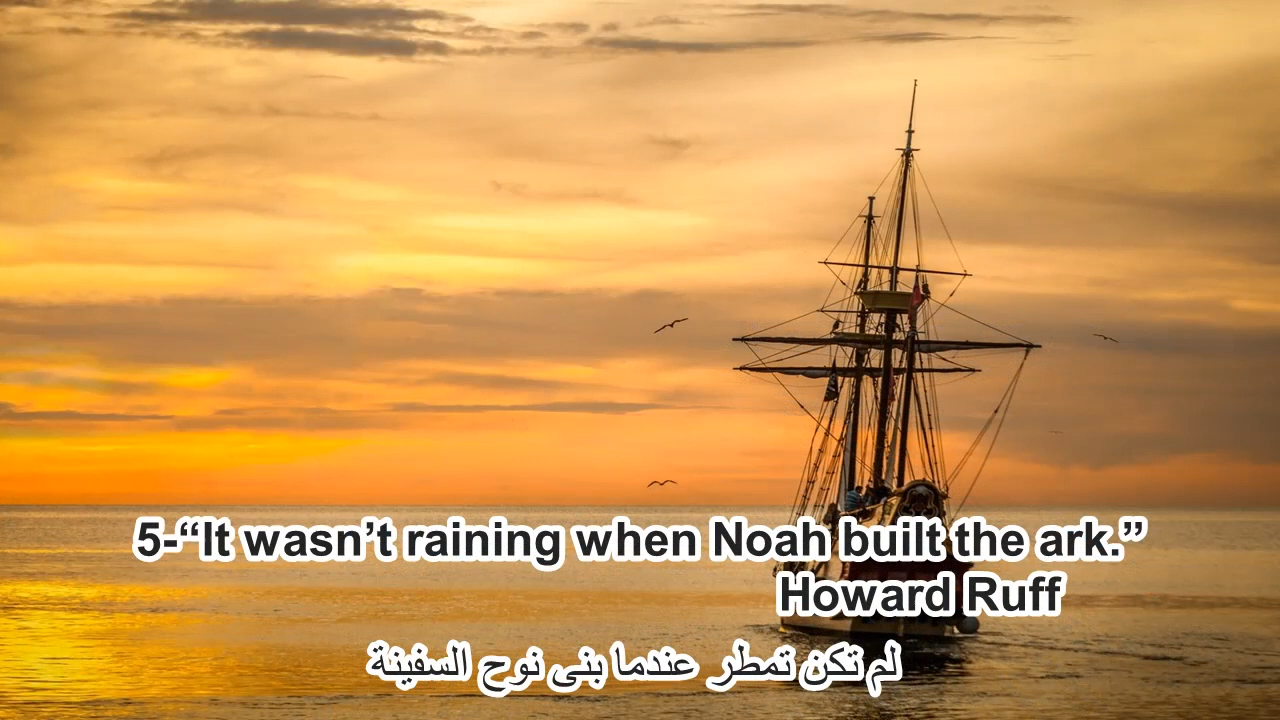 5-“It wasn’t raining when Noah built the ark.”
Howard Ruff
لم تكن تمطر عندما بنى نوح السفينة